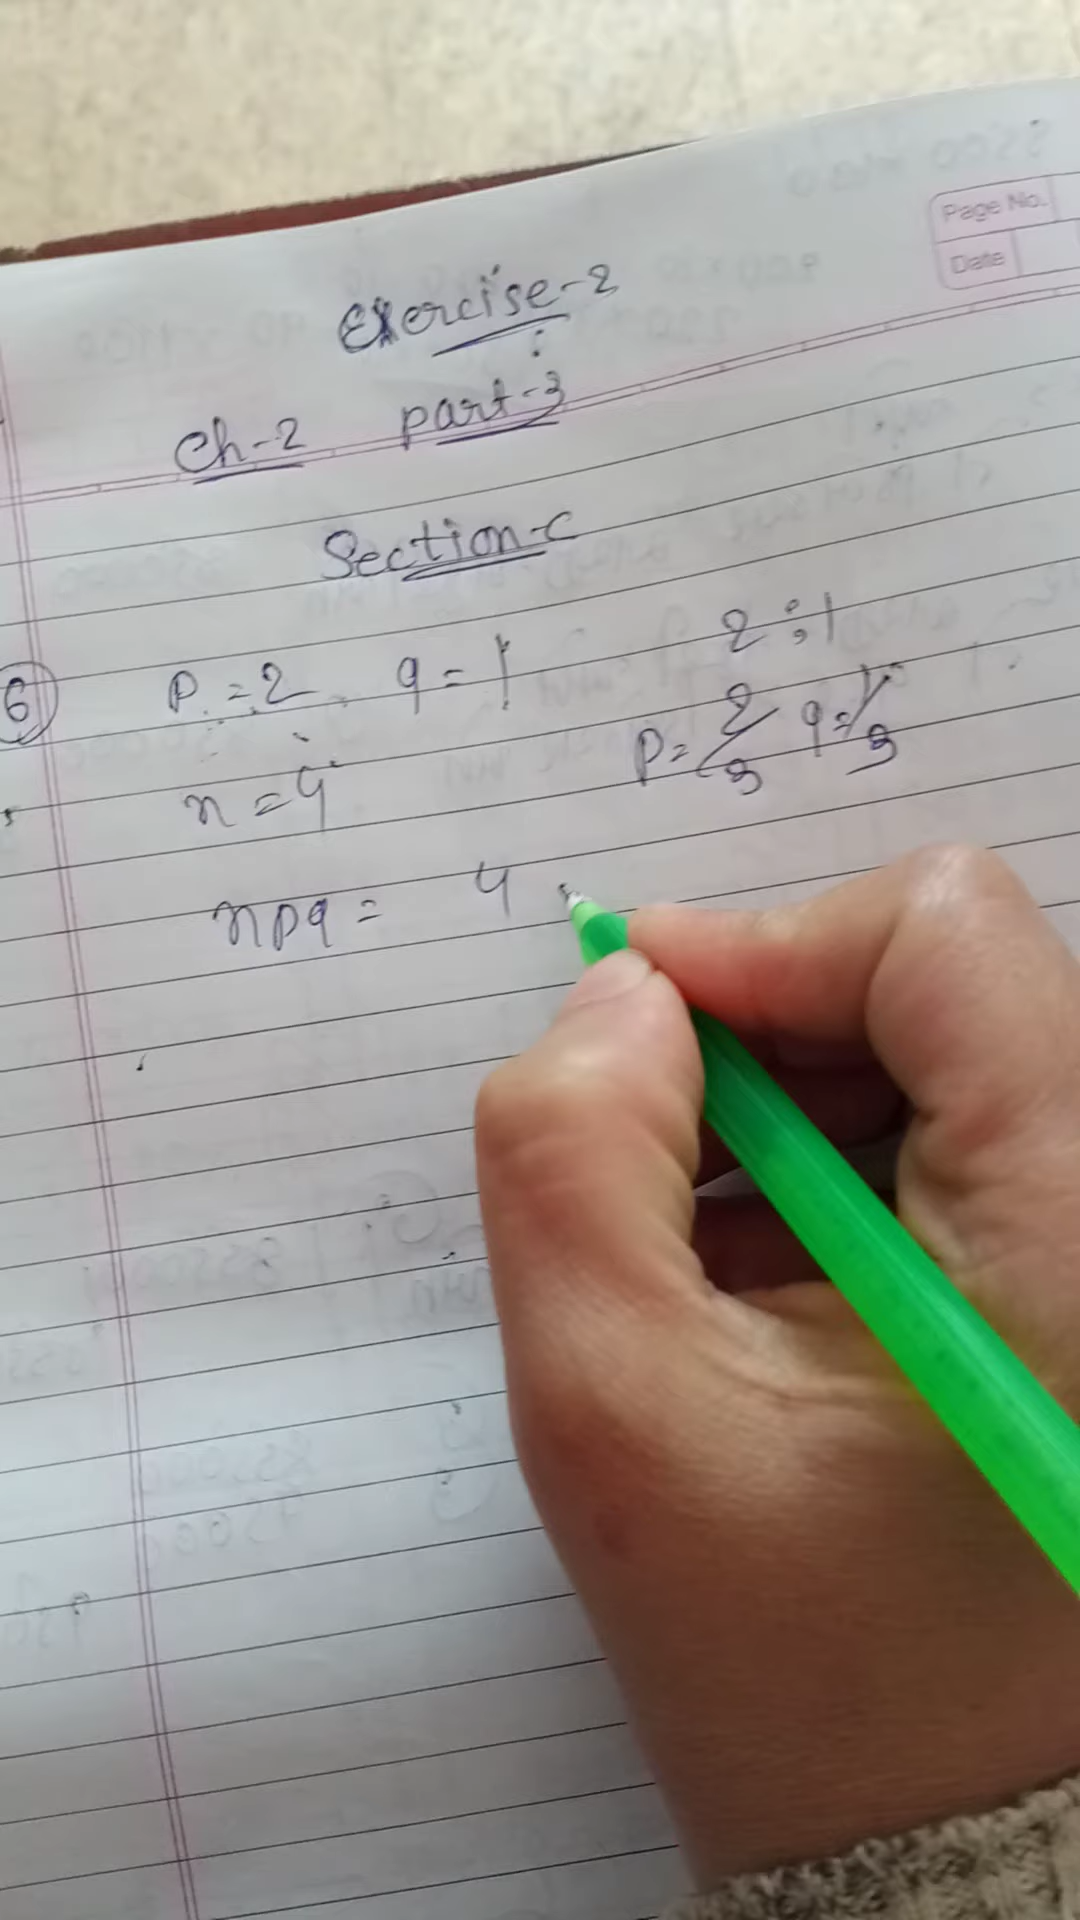 Page No.
Date
Exercise-2
Ch-2 part-3
Section-C
6 P = 2 q = 1 2 : 1
n = 4 P = 2/3 q = 1/3
npq = 4